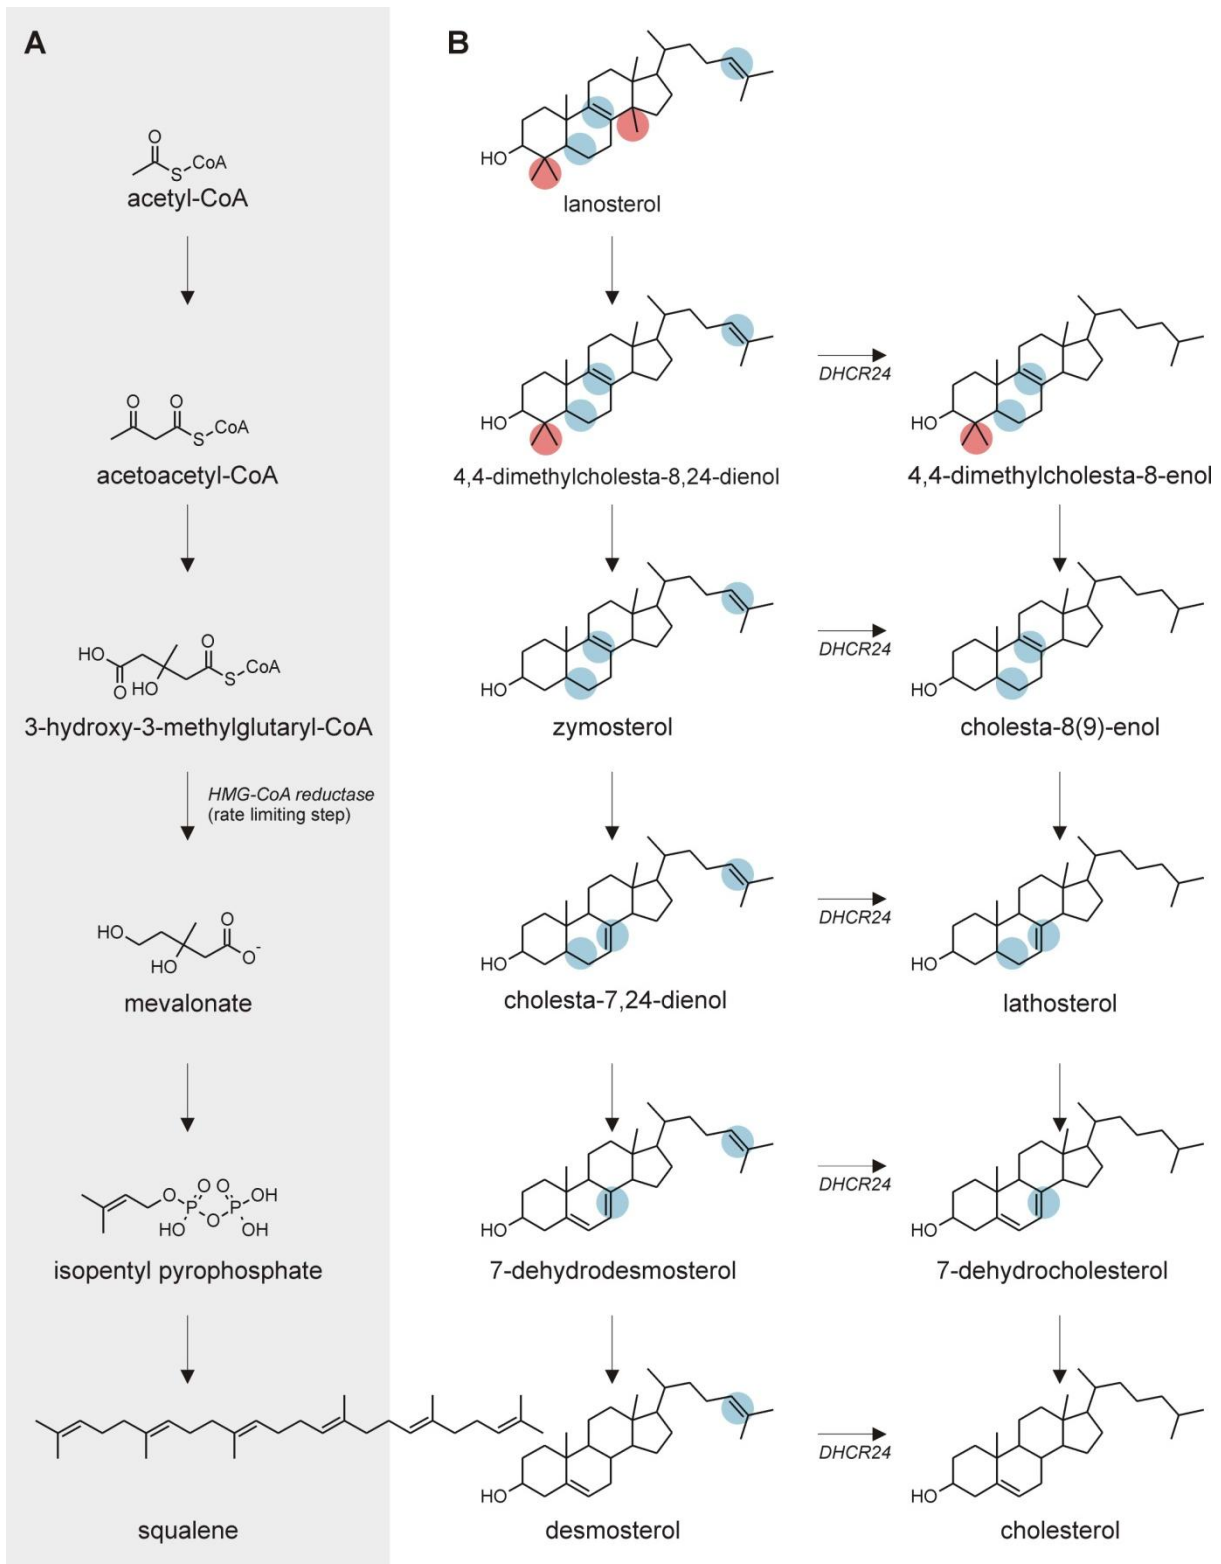 A
O
S
CoA
acetyl-CoA
O
O
S
CoA
acetoacetyl-CoA
HO
O
HO
O
S
CoA
3-hydroxy-3-methylglutaryl-CoA
HMG-CoA reductase
(rate limiting step)
HO
HO
O
O-
mevalonate
O
P
O
HO
O
O
P
OH
OH
isopentyl pyrophosphate
squalene
B
HO
lanosterol
HO
4,4-dimethylcholesta-8,24-dienol
DHCR24
HO
4,4-dimethylcholesta-8-enol
HO
zymosterol
DHCR24
HO
cholesta-8(9)-enol
HO
cholesta-7,24-dienol
DHCR24
HO
lathosterol
HO
7-dehydrodesmosterol
DHCR24
HO
7-dehydrocholesterol
HO
desmosterol
DHCR24
HO
cholesterol